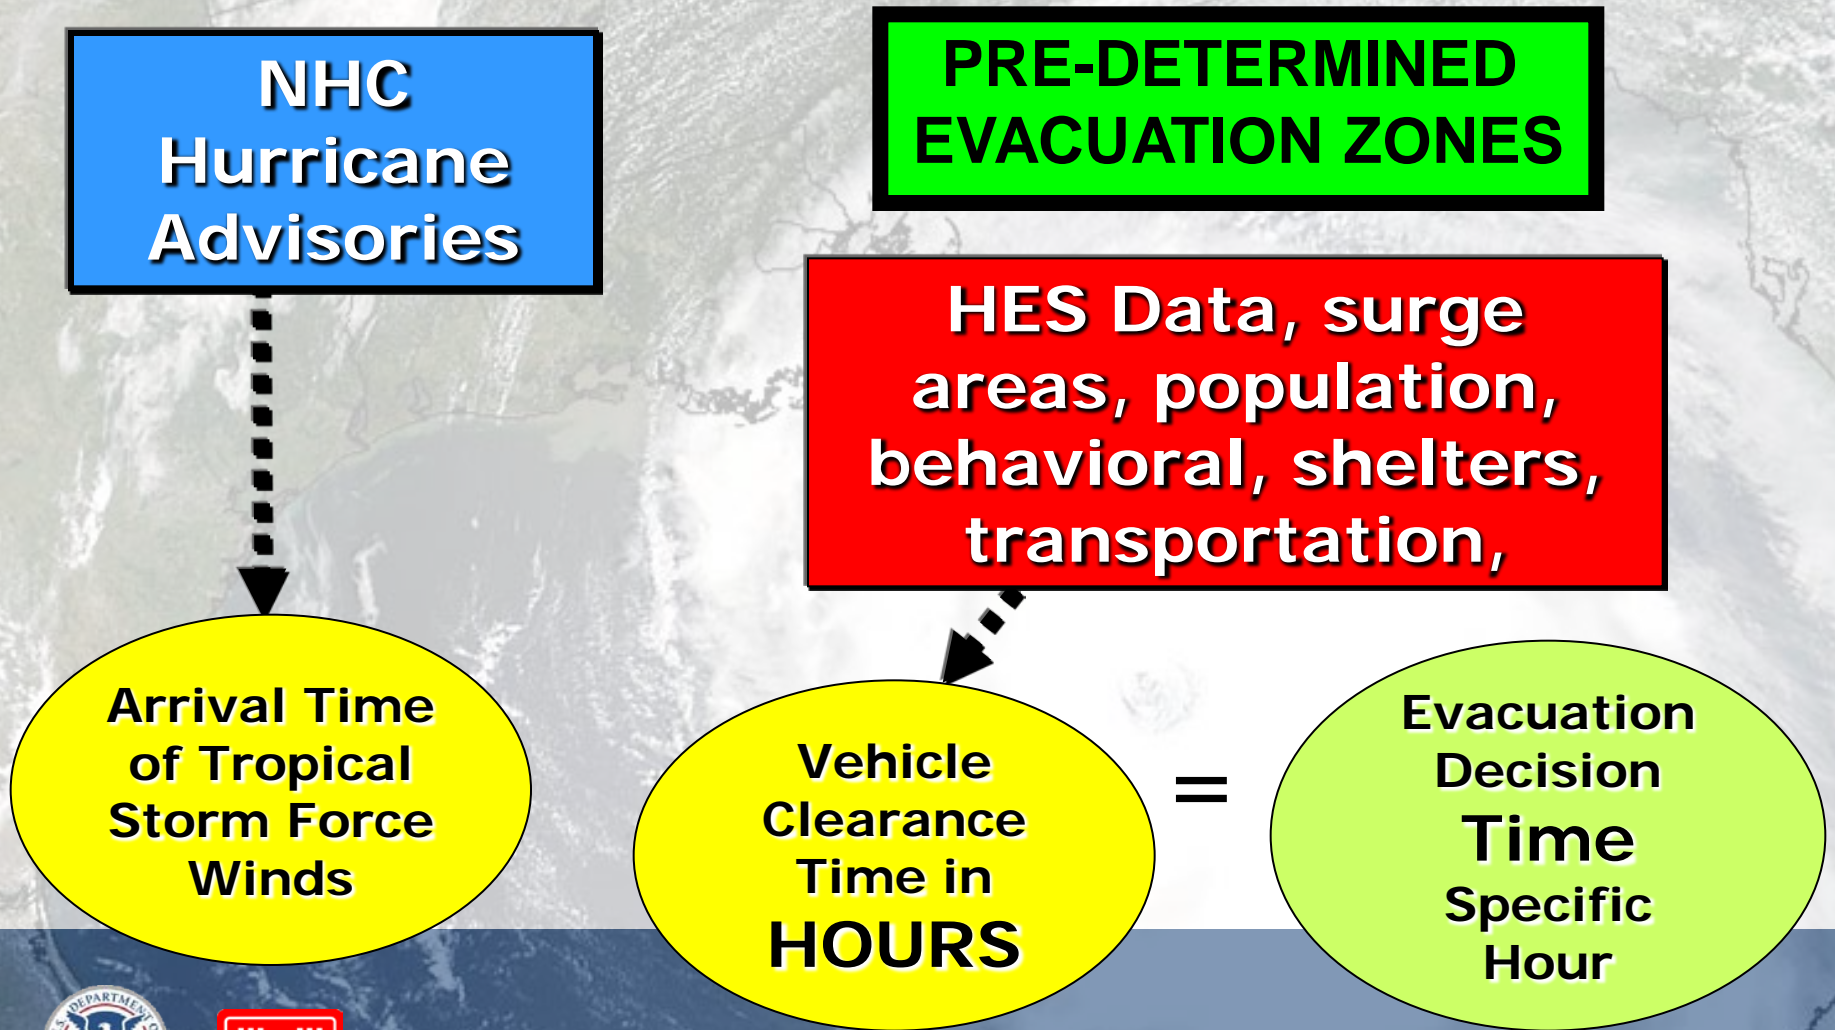 NHC
Hurricane
Advisories
PRE-DETERMINED
EVACUATION ZONES
HES Data, surge
areas, population,
behavioral, shelters,
transportation,
Arrival Time
of Tropical
Storm Force
Winds
Vehicle
Clearance
Time in
HOURS
=
Evacuation
Decision
Time
Specific
Hour